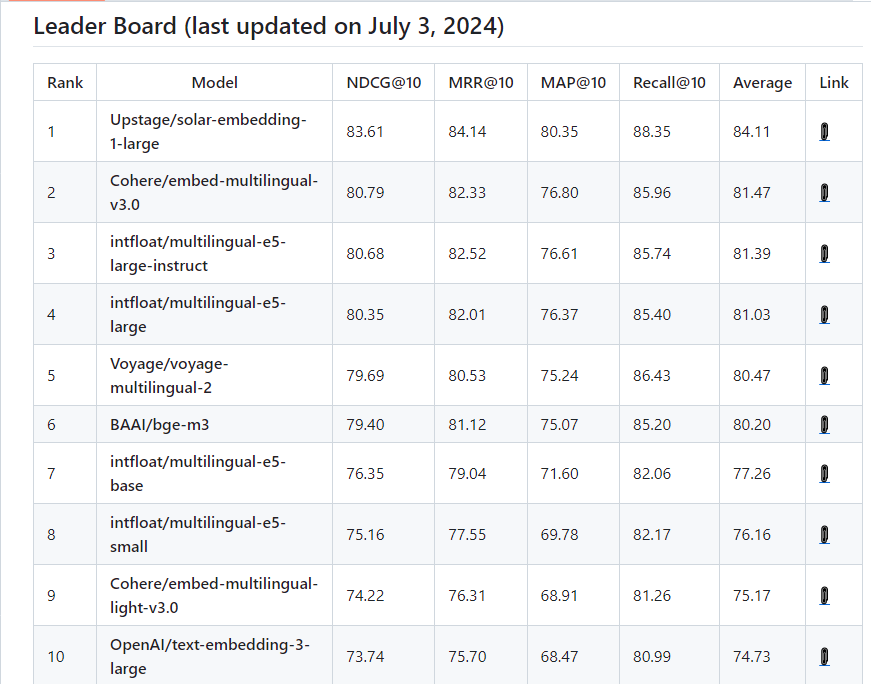 Leader Board (last updated on July 3, 2024)
Rank Model NDCG@10 MRR@10 MAP@10 Recall@10 Average Link
1 Upstage/solar-embedding-
1-large 83.61 84.14 80.35 88.35 84.11
2 Cohere/embed-multilingual-
v3.0 80.79 82.33 76.80 85.96 81.47
3 intfloat/multilingual-e5-
large-instruct 80.68 82.52 76.61 85.74 81.39
4 intfloat/multilingual-e5-
large 80.35 82.01 76.37 85.40 81.03
5 Voyage/voyage-
multilingual-2 79.69 80.53 75.24 86.43 80.47
6 BAAI/bge-m3 79.40 81.12 75.07 85.20 80.20
7 intfloat/multilingual-e5-
base 76.35 79.04 71.60 82.06 77.26
8 intfloat/multilingual-e5-
small 75.16 77.55 69.78 82.17 76.16
9 Cohere/embed-multilingual-
light-v3.0 74.22 76.31 68.91 81.26 75.17
10 OpenAI/text-embedding-3-
large 73.74 75.70 68.47 80.99 74.73